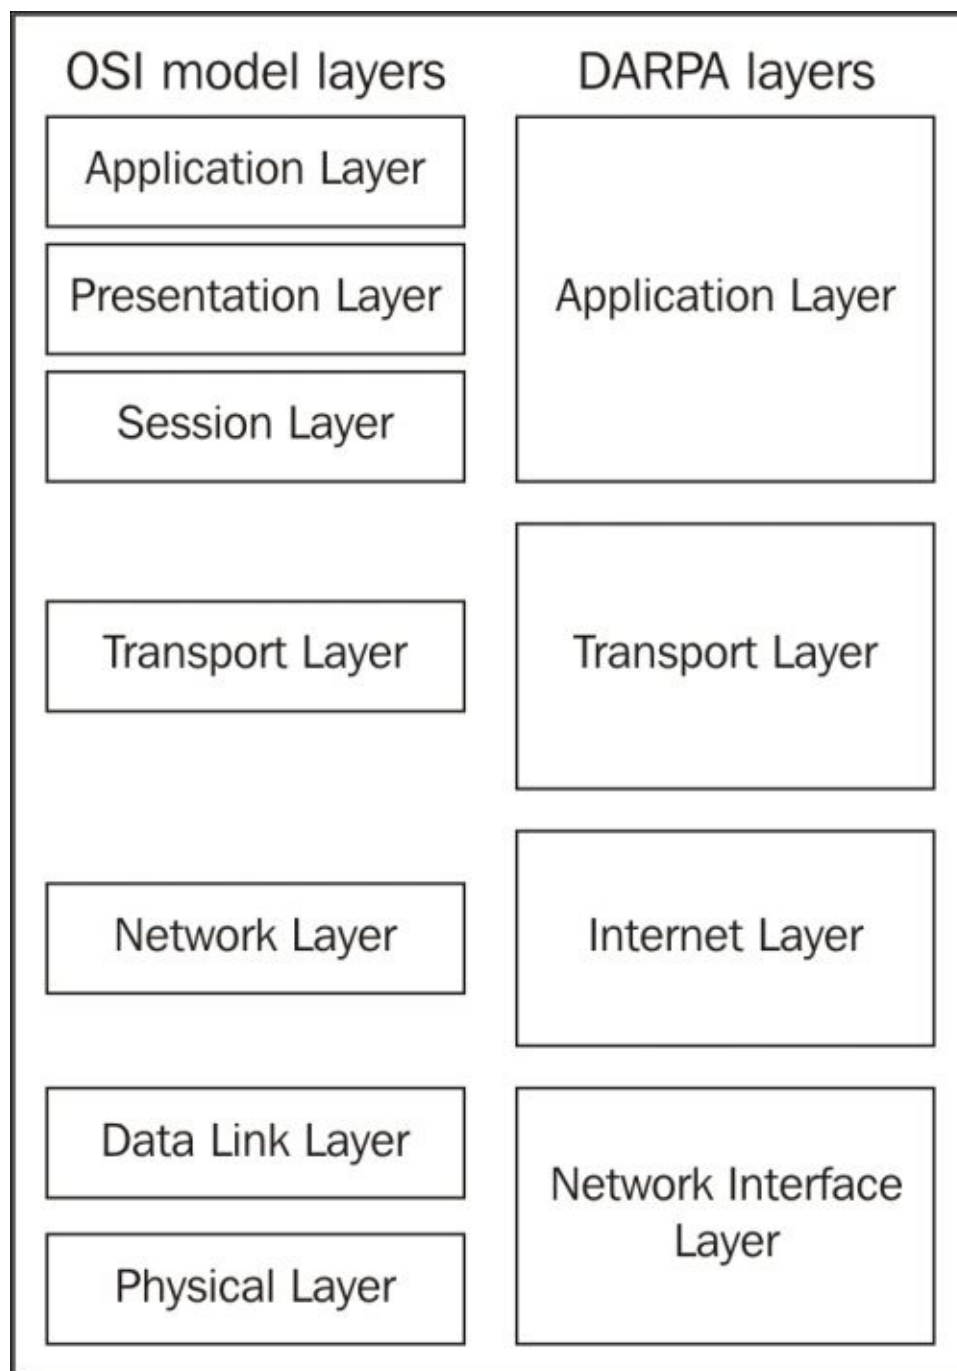 OSI model layers
DARPA layers
Application Layer
Presentation Layer
Session Layer
Application Layer
Transport Layer
Transport Layer
Network Layer
Internet Layer
Data Link Layer
Physical Layer
Network Interface
Layer